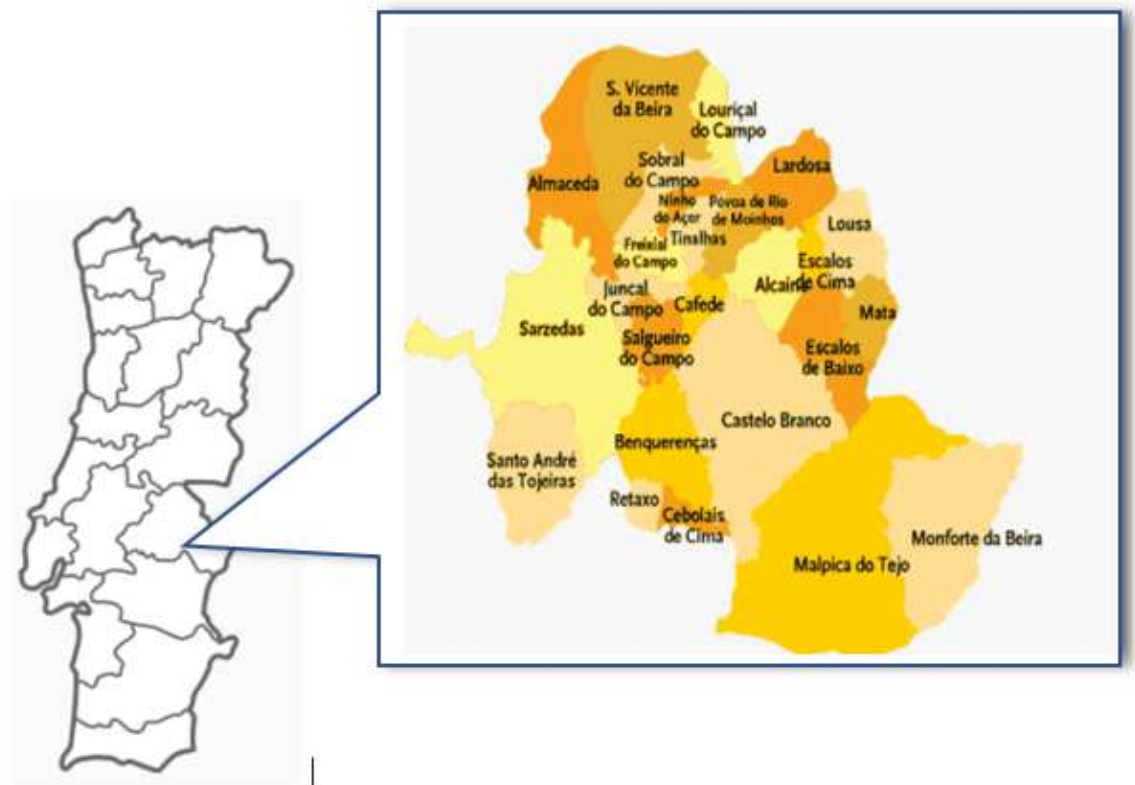 S. Vicente
da Beira
Louriçal
do Campo
Sobral
do Campo
Lardosa
Almaceda
Ninho
do Açor
Povoa de Rio
de Moinhos
Lousa
Freixial
do Campo
Tinalhas
Escalos
de Cima
Alcains
Juncal
do Campo
Cafede
Mata
Sarzedas
Salgueiro
do Campo
Escalos
de Baixo
Castelo Branco
Benquerenças
Santo André
das Tojeiras
Retaxo
Cebolais
de Cima
Monforte da Beira
Malpica do Tejo